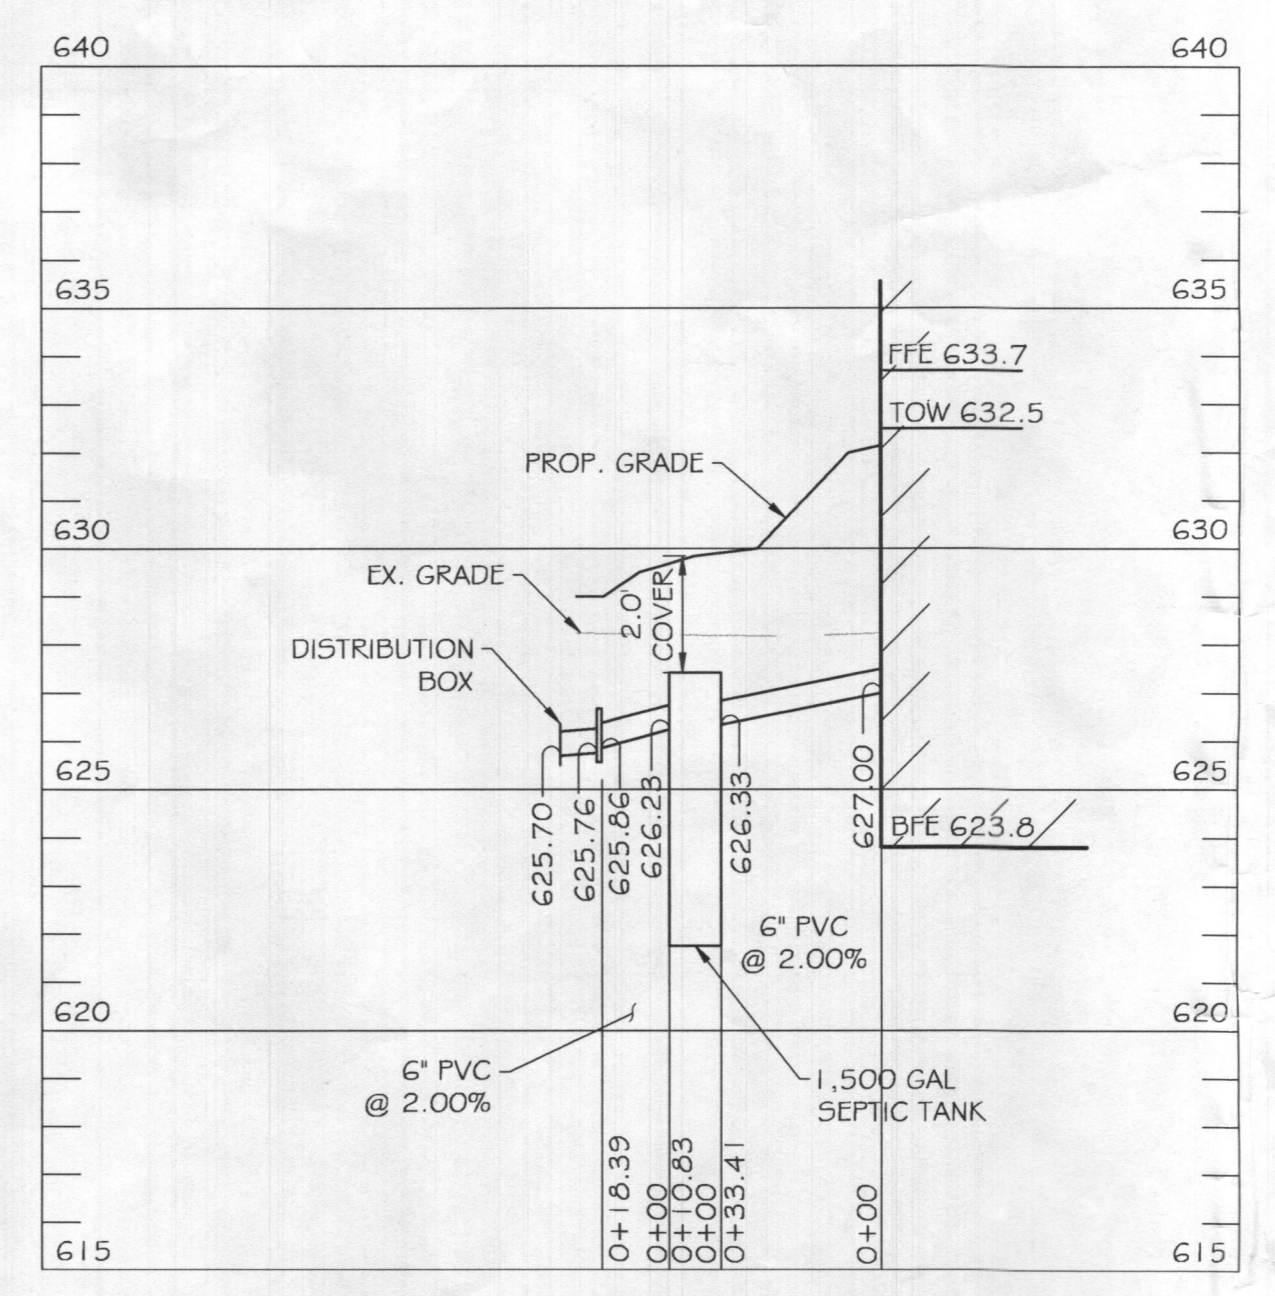 640 640
635 635
FFE 633.7
TOW 632.5
PROP. GRADE
630
EX. GRADE
2.0'
COVER
DISTRIBUTION
BOX
625 625
625.70
625.76
625.86
626.23
626.33
627.00
BFE 623.8
6" PVC
@ 2.00%
620 620
6" PVC
@ 2.00%
1,500 GAL
SEPTIC TANK
0+18.39
0+00
0+10.83
0+00
0+33.41
0+00
615 615